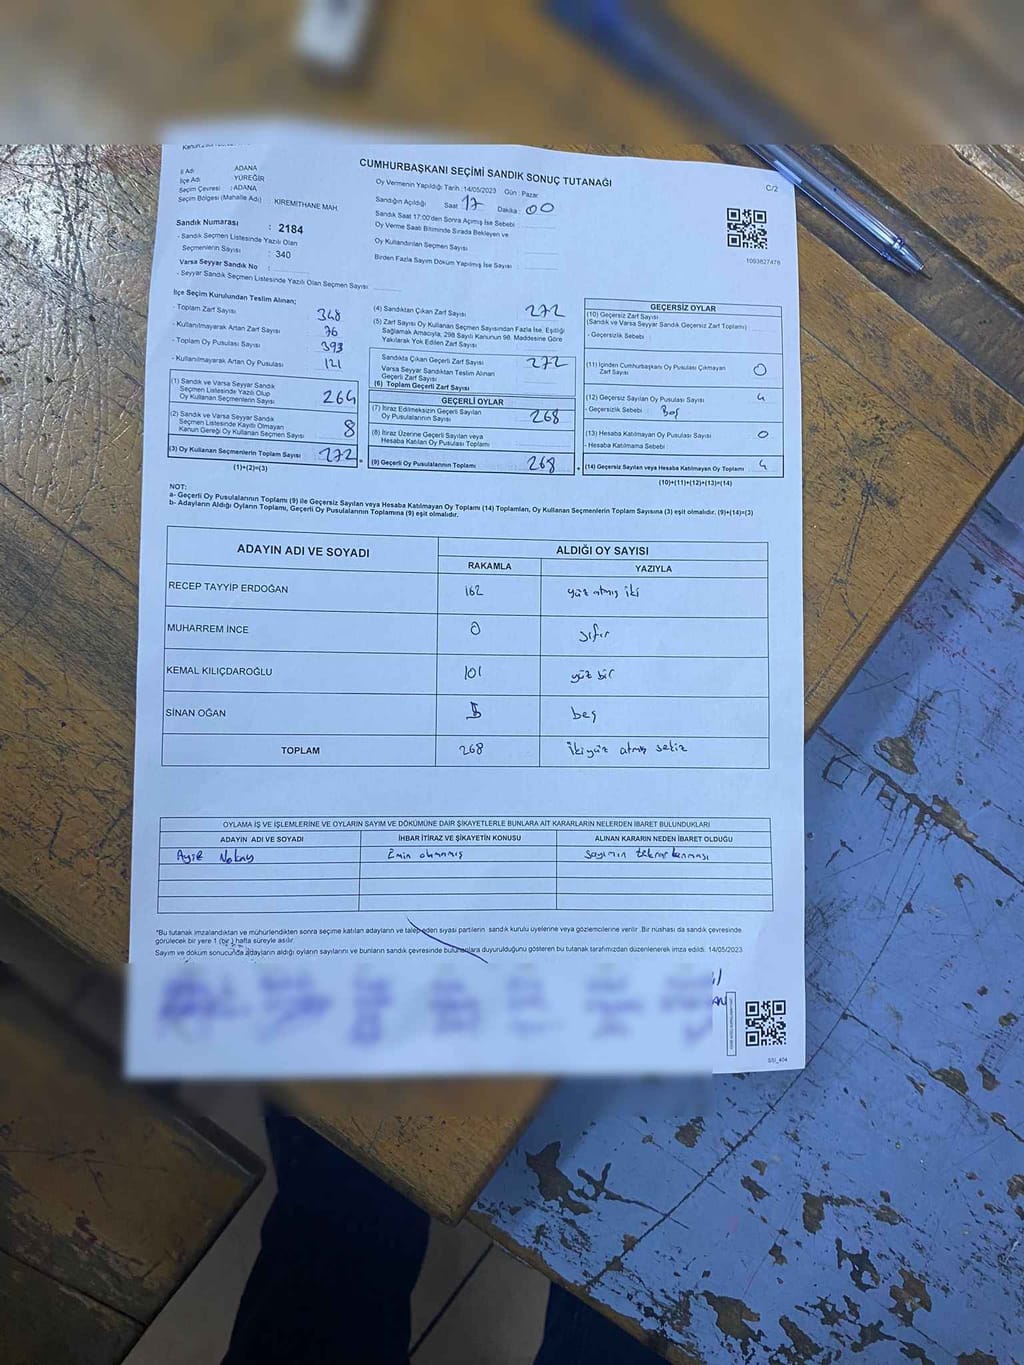 CUMHURBAŞKANI SEÇİMİ SANDIK SONUÇ TUTANAĞI
C/2
İl Adı : ADANA
İlçe Adı : YÜREĞİR
Seçim Çevresi : ADANA
Seçim Bölgesi (Mahalle Adı) : KIREMITHANE MAH.
Sandık Numarası : 2184
- Sandık Seçmen Listesinde Yazılı Olan
Seçmenlerin Sayısı : 340
Varsa Seyyar Sandık No :
- Seyyar Sandık Seçmen Listesinde Yazılı Olan Seçmen Sayısı
Oy Vermenin Yapıldığı Tarih : 14/05/2023 Gün : Pazar
Sandığın Açıldığı Saat 17 Dakika : 00
Sandık Saat 17:00'den Sonra Açımış İse Sebebi :
Oy Verme Saati Bitiminde Sırada Bekleyen ve
Oy Kullandırılan Seçmen Sayısı
Birden Fazla Sayım Döküm Yapılmış İse Sayısı :
1093827478
İlçe Seçim Kurulundan Teslim Alınan;
- Toplam Zarf Sayısı 348
- Kullanılmayarak Artan Zarf Sayısı 76
- Toplam Oy Pusulası Sayısı 393
- Kullanılmayarak Artan Oy Pusulası 121
(1) Sandık ve Varsa Seyyar Sandık
Seçmen Listesinde Yazılı Olup
Oy Kullanan Seçmenlerin Sayısı 264
(2) Sandık ve Varsa Seyyar Sandık
Seçmen Listesinde Kayıtlı Olmayan
Kanun Gereği Oy Kullanan Seçmen Sayısı 8
(3) Oy Kullanan Seçmenlerin Toplam Sayısı 272
(1)+(2)=(3)
(4) Sandıktan Çıkan Zarf Sayısı 272
(5) Zarf Sayısı Oy Kullanan Seçmen Sayısından Fazla İse, Eşitliği
Sağlamak Amacıyla, 298 Sayılı Kanunun 98. Maddesine Göre
Yakılarak Yok Edilen Zarf Sayısı
Sandıkta Çıkan Geçerli Zarf Sayısı 272
Varsa Seyyar Sandıktan Teslim Alınan
Geçerli Zarf Sayısı
(6) Toplam Geçerli Zarf Sayısı
GEÇERLİ OYLAR
(7) İtiraz Edilmeksizin Geçerli Sayılan
Oy Pusulalarının Sayısı 268
(8) İtiraz Üzerine Geçerli Sayılan veya
Hesaba Katılan Oy Pusulası Toplamı
(9) Geçerli Oy Pusulalarının Toplamı 268
GEÇERSİZ OYLAR
(10) Geçersiz Zarf Sayısı
(Sandık ve Varsa Seyyar Sandık Geçersiz Zarf Toplamı)
- Geçersizlik Sebebi :
(11) İçinden Cumhurbaşkanı Oy Pusulası Çıkmayan
Zarf Sayısı 0
(12) Geçersiz Sayılan Oy Pusulası Sayısı 4
- Geçersizlik Sebebi : Boş
(13) Hesaba Katılmayan Oy Pusulası Sayısı 0
- Hesaba Katılmama Sebebi :
(14) Geçersiz Sayılan veya Hesaba Katılmayan Oy Toplamı 4
(10)+(11)+(12)+(13)=(14)
NOT:
a- Geçerli Oy Pusulalarının Toplamı (9) ile Geçersiz Sayılan veya Hesaba Katılmayan Oy Toplamı (14) Toplamları, Oy Kullanan Seçmenlerin Toplam Sayısına (3) eşit olmalıdır. (9)+(14)=(3)
b- Adayların Aldığı Oyların Toplamı, Geçerli Oy Pusulalarının Toplamına (9) eşit olmalıdır.
ADAYIN ADI VE SOYADI ALDIĞI OY SAYISI
RAKAMLA YAZIYLA
RECEP TAYYİP ERDOĞAN 162 yüz atmış iki
MUHARREM İNCE 0 sıfır
KEMAL KILIÇDAROĞLU 101 yüz bir
SİNAN OĞAN 5 beş
TOPLAM 268 ikiyüz atmış sekiz
OYLAMA İŞ VE İŞLEMLERİNE VE OYLARIN SAYIM VE DÖKÜMÜNE DAİR ŞİKAYETLERLE BUNLARA AİT KARARLARIN NELERDEN İBARET BULUNDUKLARI
ADAYIN ADI VE SOYADI İHBAR İTİRAZ VE ŞİKAYETİN KONUSU ALINAN KARARIN NEDEN İBARET OLDUĞU
Emin olunmamış sayımın tekrarlanması
*Bu tutanak imzalandıktan ve mühürlendikten sonra seçime katılan adayların ve talep eden siyasi partilerin sandık kurulu üyelerine veya gözlemcilerine verilir. Bir nüshası da sandık çevresinde
görülecek bir yere 1 (bir) hafta süreyle asılır.
Sayım ve döküm sonucunda adayların aldığı oyların sayılarını ve bunların sandık çevresinde bulunanlara duyurulduğunu gösteren bu tutanak tarafımızdan düzenlenerek imza edildi. 14/05/2023